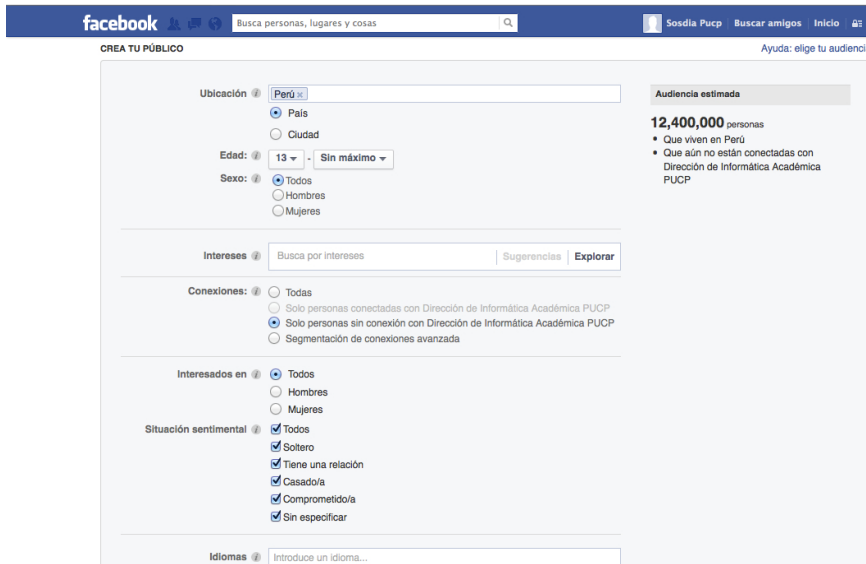 facebook Busca personas, lugares y cosas Sosdia Pucp Buscar amigos Inicio
CREA TU PÚBLICO Ayuda: elige tu audienci
Ubicación Perú × Audiencia estimada
País
Ciudad
12,400,000 personas
Que viven en Perú
Que aún no están conectadas con
Dirección de Informática Académica
PUCP
Edad: 13 - Sin máximo
Sexo: Todos
Hombres
Mujeres
Intereses Busca por intereses Sugerencias Explorar
Conexiones: Todas
Solo personas conectadas con Dirección de Informática Académica PUCP
Solo personas sin conexión con Dirección de Informática Académica PUCP
Segmentación de conexiones avanzada
Interesados en Todos
Hombres
Mujeres
Situación sentimental Todos
Soltero
Tiene una relación
Casado/a
Comprometido/a
Sin especificar
Idiomas Introduce un idioma...